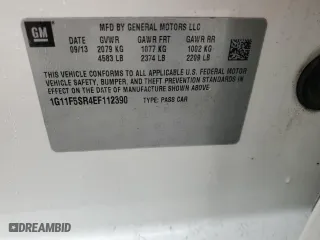 GM
MFD BY GENERAL MOTORS LLC
DATE GVWR GAWR FRT GAWR RR
09/13 2079 KG 1077 KG 1002 KG
4583 LB 2374 LB 2209 LB
THIS VEHICLE CONFORMS TO ALL APPLICABLE U.S. FEDERAL MOTOR
VEHICLE SAFETY, BUMPER, AND THEFT PREVENTION STANDARDS IN
EFFECT ON THE DATE OF MANUFACTURE SHOWN ABOVE.
1G11F5SR4EF112390 TYPE: PASS CAR
DREAMBID